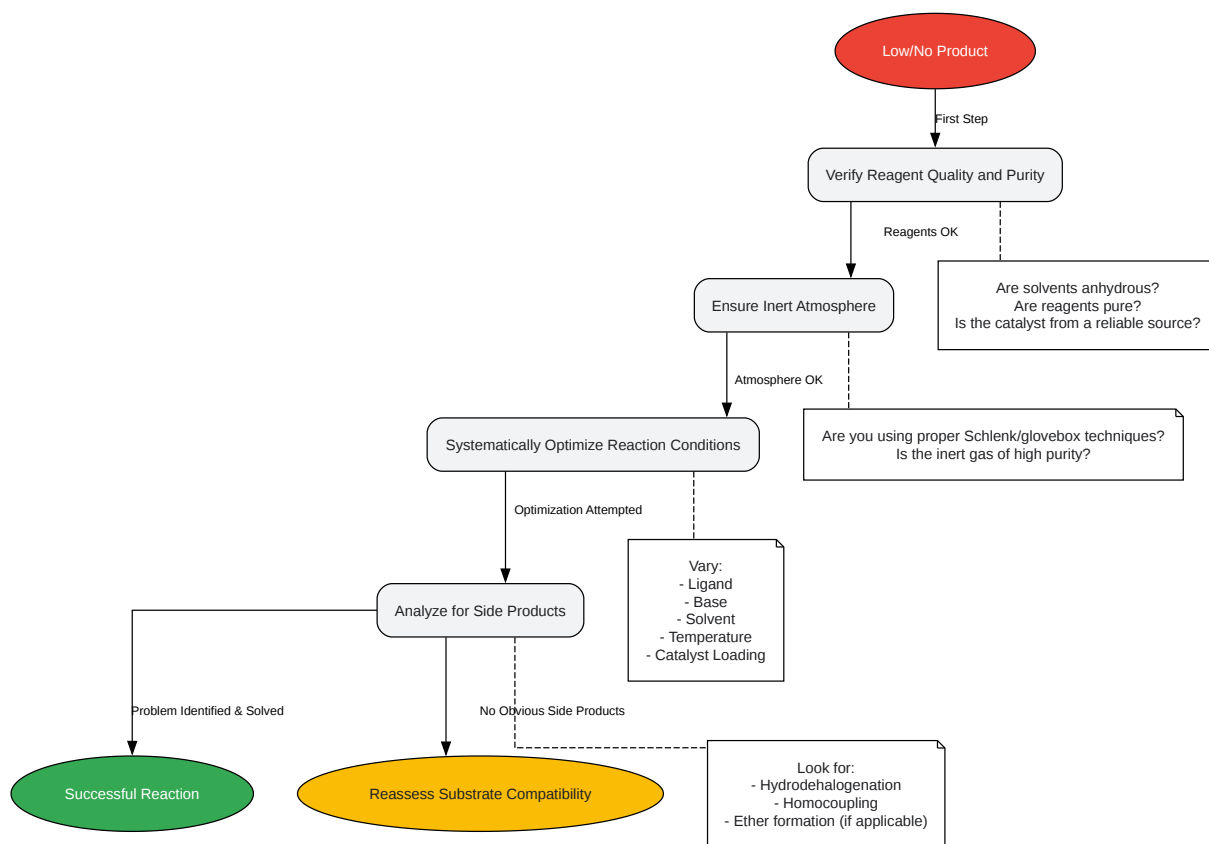 Low/No Product
First Step
Verify Reagent Quality and Purity
Reagents OK
Are solvents anhydrous?
Are reagents pure?
Is the catalyst from a reliable source?
Ensure Inert Atmosphere
Atmosphere OK
Are you using proper Schlenk/glovebox techniques?
Is the inert gas of high purity?
Systematically Optimize Reaction Conditions
Optimization Attempted
Vary:
- Ligand
- Base
- Solvent
- Temperature
- Catalyst Loading
Analyze for Side Products
Problem Identified & Solved
No Obvious Side Products
Look for:
- Hydrodehalogenation
- Homocoupling
- Ether formation (if applicable)
Successful Reaction
Reassess Substrate Compatibility